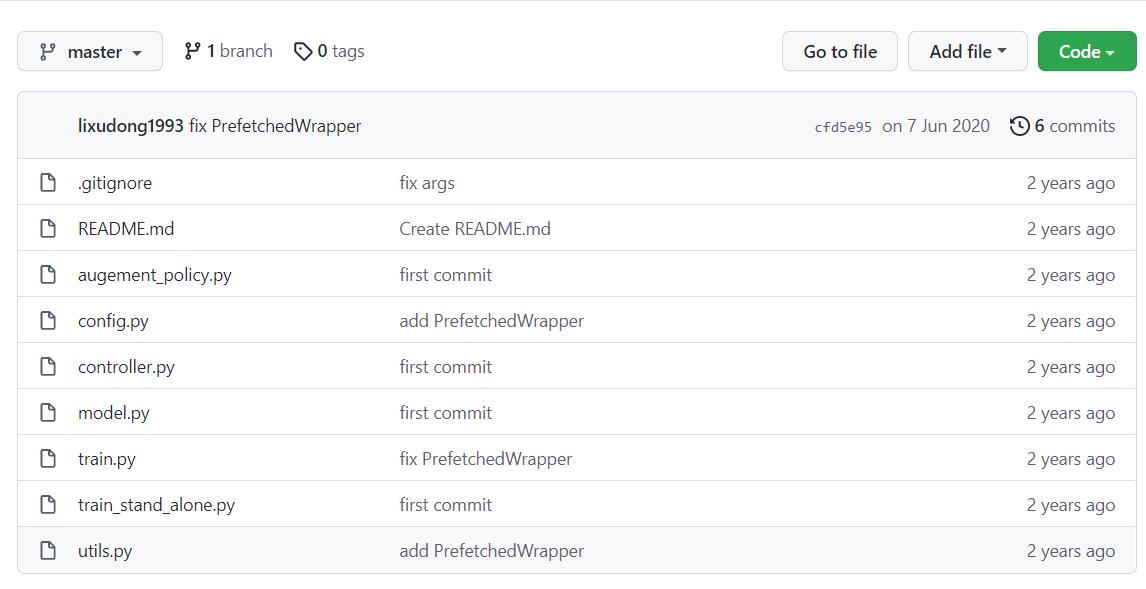 master 1 branch 0 tags Go to file Add file Code
lixudong1993 fix PrefetchedWrapper cfd5e95 on 7 Jun 2020 6 commits
.gitignore fix args 2 years ago
README.md Create README.md 2 years ago
augement_policy.py first commit 2 years ago
config.py add PrefetchedWrapper 2 years ago
controller.py first commit 2 years ago
model.py first commit 2 years ago
train.py fix PrefetchedWrapper 2 years ago
train_stand_alone.py first commit 2 years ago
utils.py add PrefetchedWrapper 2 years ago